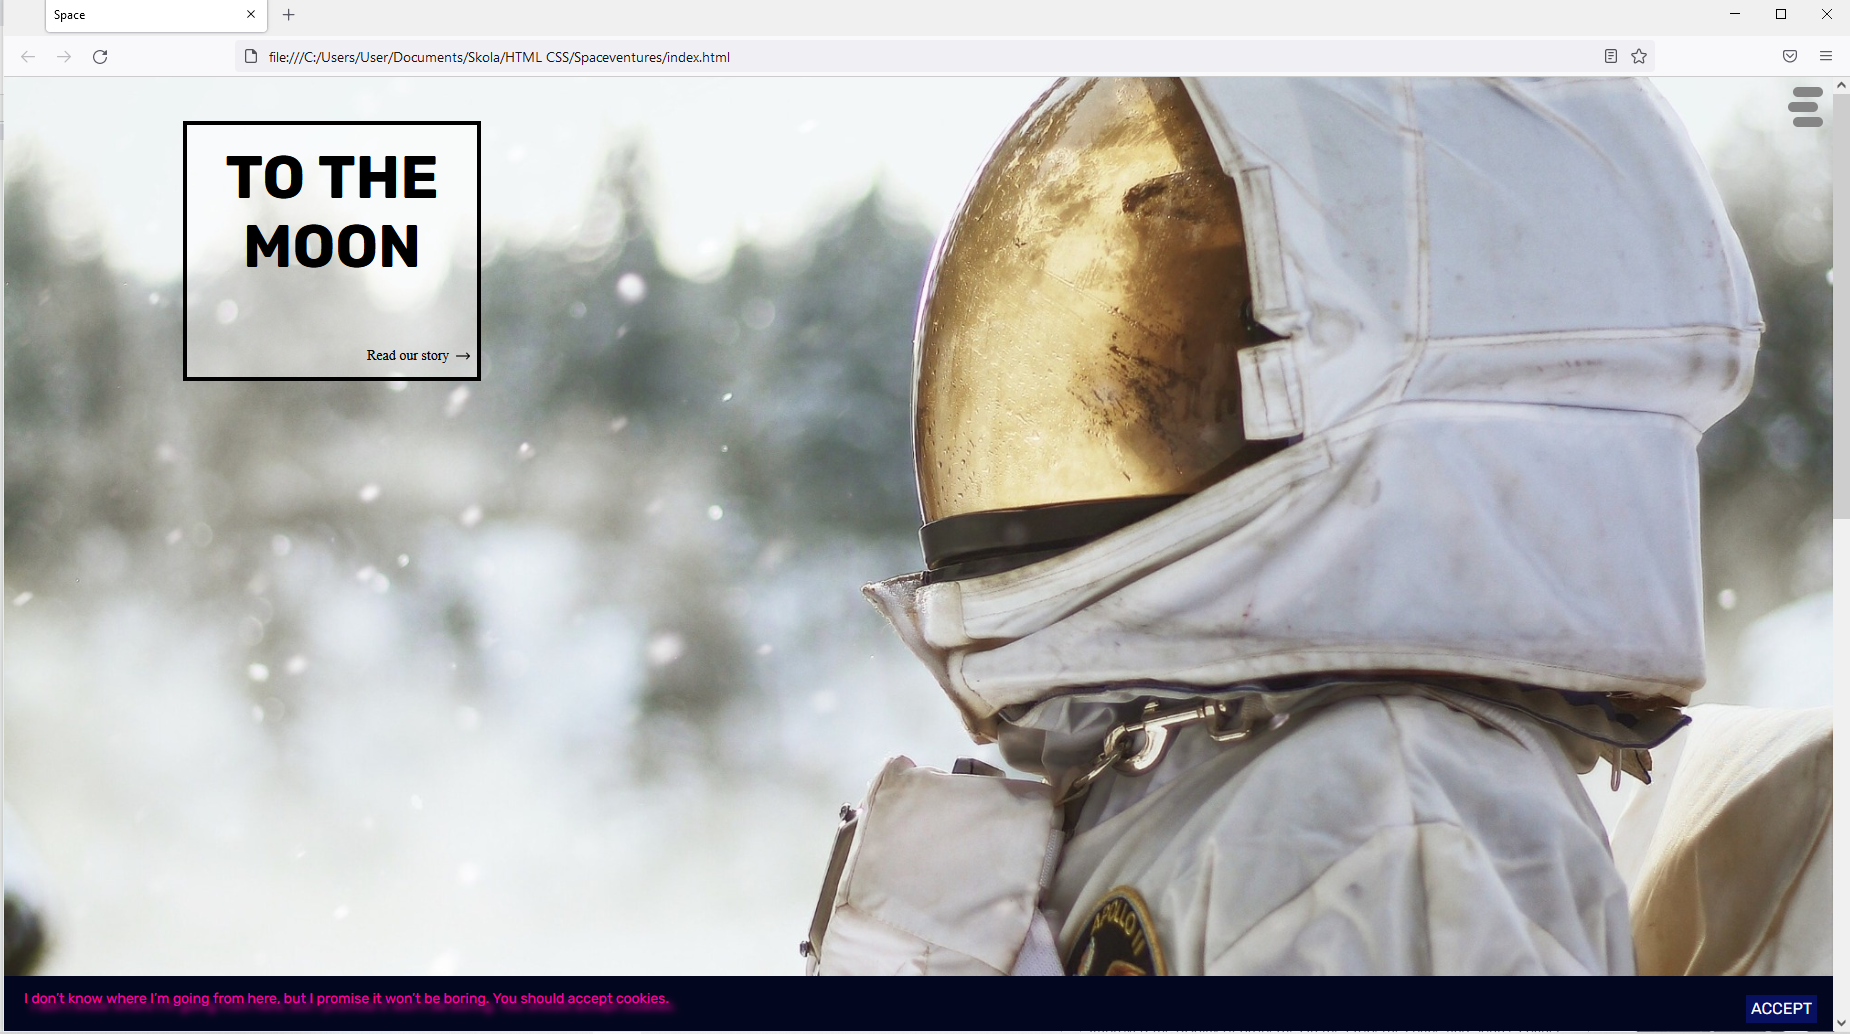 Space
file:///C:/Users/User/Documents/Skola/HTML CSS/Spaceventures/index.html
TO THE
MOON
Read our story →
APOLLO 11
I don't know where I'm going from here, but I promise it won't be boring. You should accept cookies.
ACCEPT